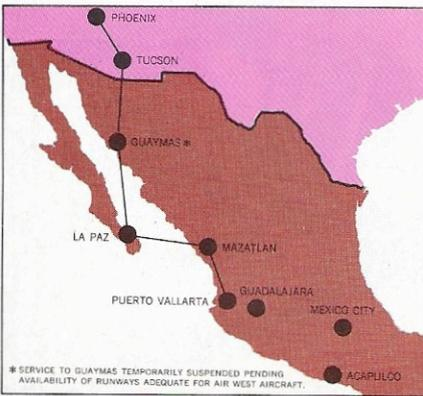 PHOENIX
TUCSON
GUAYMAS *
LA PAZ
MAZATLAN
PUERTO VALLARTA
GUADALAJARA
MEXICO CITY
ACAPULCO
* SERVICE TO GUAYMAS TEMPORARILY SUSPENDED PENDING
AVAILABILITY OF RUNWAYS ADEQUATE FOR AIR WEST AIRCRAFT.